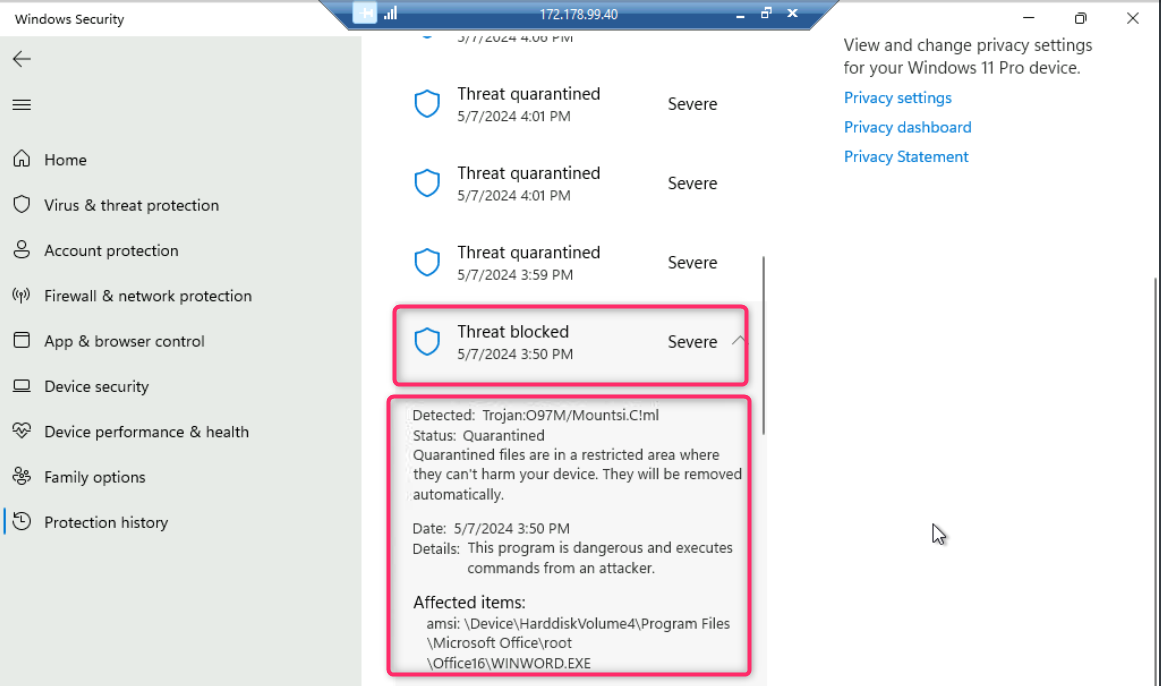 Windows Security
172.178.99.40
Home
Virus & threat protection
Account protection
Firewall & network protection
App & browser control
Device security
Device performance & health
Family options
Protection history
5/7/2024 4:06 PM
Threat quarantined
5/7/2024 4:01 PM
Severe
Threat quarantined
5/7/2024 4:01 PM
Severe
Threat quarantined
5/7/2024 3:59 PM
Severe
Threat blocked
5/7/2024 3:50 PM
Severe
Detected: Trojan:O97M/Mountsi.C!ml
Status: Quarantined
Quarantined files are in a restricted area where
they can't harm your device. They will be removed
automatically.
Date: 5/7/2024 3:50 PM
Details: This program is dangerous and executes
commands from an attacker.
Affected items:
amsi: \Device\HarddiskVolume4\Program Files
\Microsoft Office\root
\Office16\WINWORD.EXE
View and change privacy settings
for your Windows 11 Pro device.
Privacy settings
Privacy dashboard
Privacy Statement